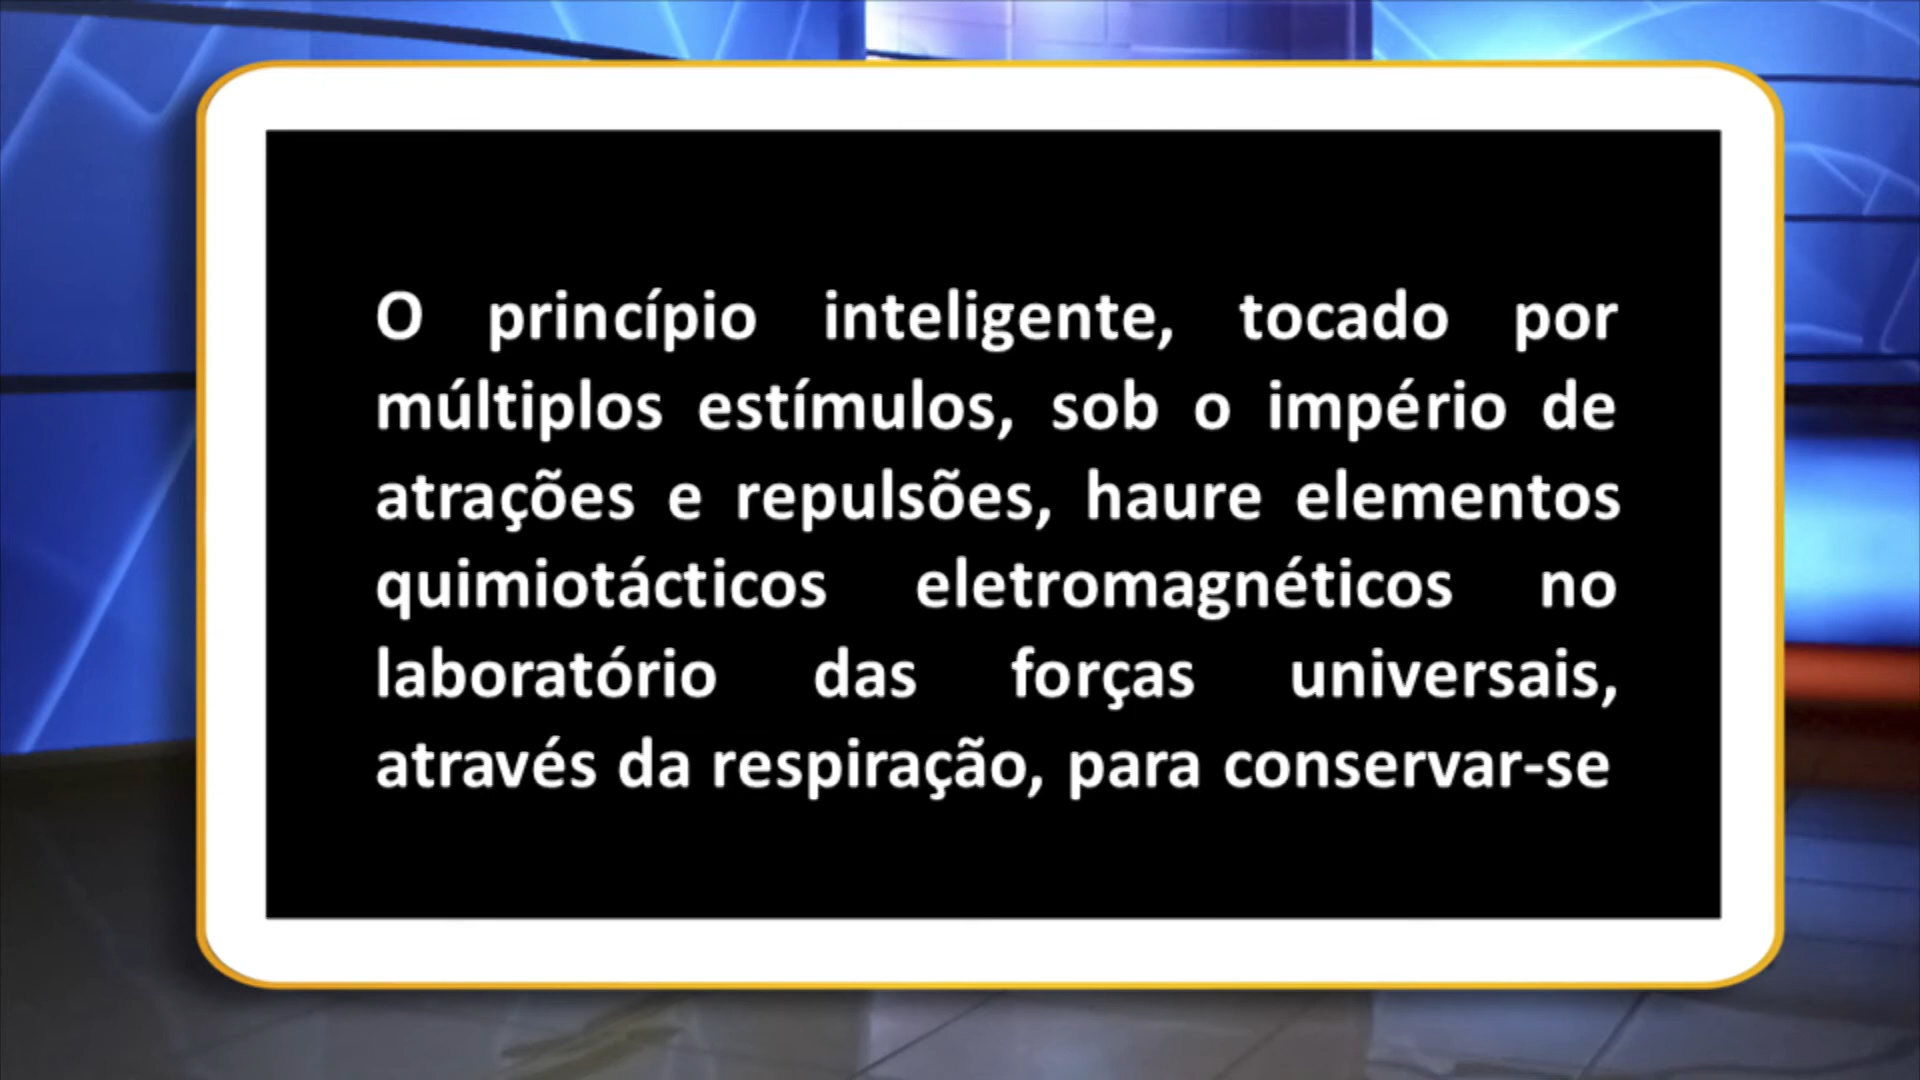 O princípio inteligente, tocado por
múltiplos estímulos, sob o império de
atrações e repulsões, haure elementos
quimiotácticos eletromagnéticos no
laboratório das forças universais,
através da respiração, para conservar-se